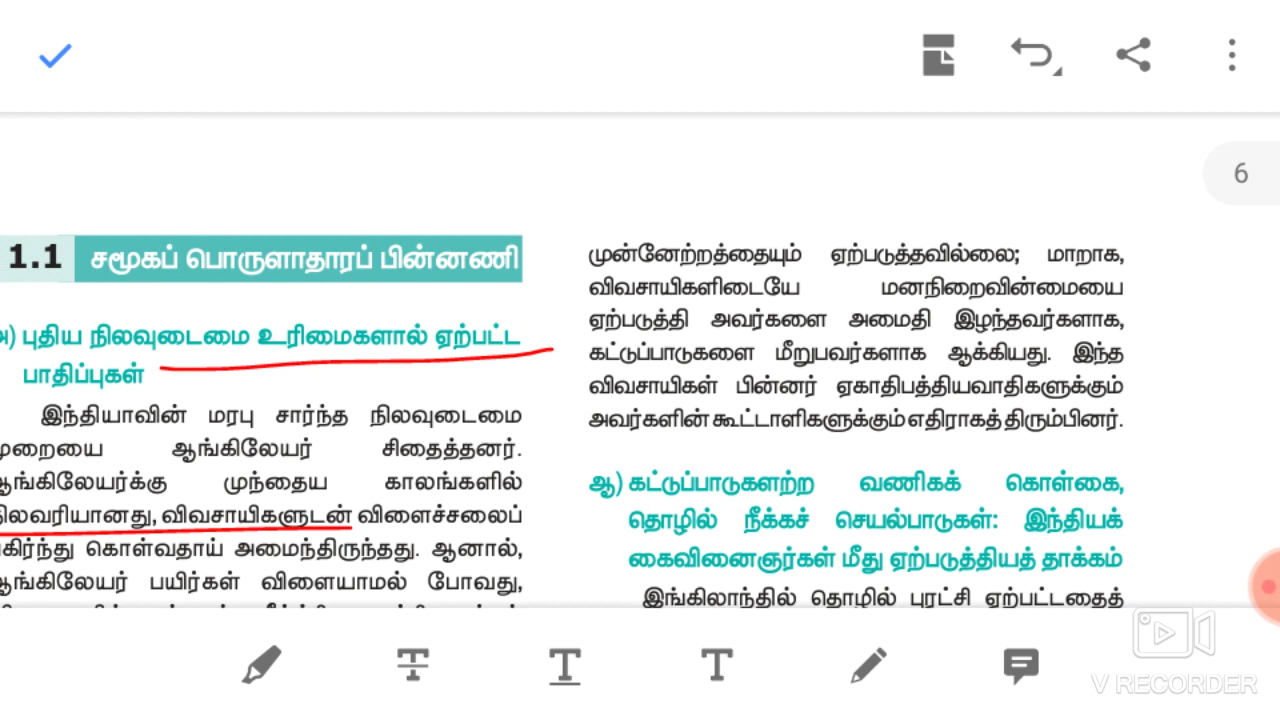 6
1.1 சமூகப் பொருளாதாரப் பின்னணி
புதிய நிலவுடைமை உரிமைகளால் ஏற்பட்ட
பாதிப்புகள்
இந்தியாவின் மரபு சார்ந்த நிலவுடைமை
முறையை ஆங்கிலேயர் சிதைத்தனர்.
ஆங்கிலேயர்க்கு முந்தைய காலங்களில்
நிலவரியானது, விவசாயிகளுடன் விளைச்சலைப்
பகிர்ந்து கொள்வதாய் அமைந்திருந்தது. ஆனால்,
ஆங்கிலேயர் பயிர்கள் விளையாமல் போவது,
முன்னேற்றத்தையும் ஏற்படுத்தவில்லை; மாறாக,
விவசாயிகளிடையே மனநிறைவின்மையை
ஏற்படுத்தி அவர்களை அமைதி இழந்தவர்களாக,
கட்டுப்பாடுகளை மீறுபவர்களாக ஆக்கியது. இந்த
விவசாயிகள் பின்னர் ஏகாதிபத்தியவாதிகளுக்கும்
அவர்களின் கூட்டாளிகளுக்கும் எதிராகத் திரும்பினர்.
ஆ) கட்டுப்பாடுகளற்ற வணிகக் கொள்கை,
தொழில் நீக்கச் செயல்பாடுகள்: இந்தியக்
கைவினைஞர்கள் மீது ஏற்படுத்தியத் தாக்கம்
இங்கிலாந்தில் தொழில் புரட்சி ஏற்பட்டதைத்
V RECORDER